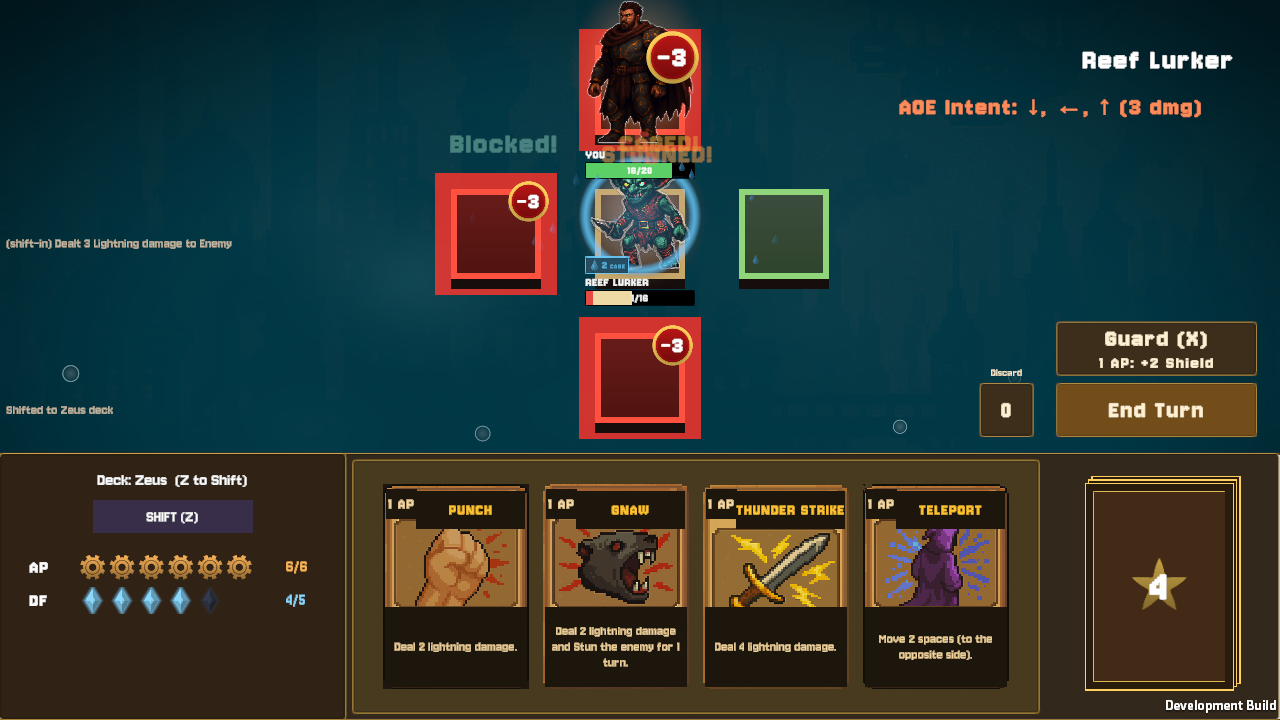 Reef Lurker
AOE Intent: ↓, ←, ↑ (3 dmg)
-3
Blocked!
STUNNED!
YOU
16/20
-3
(shift-in) Dealt 3 Lightning damage to Enemy
2 CAGE
REEF LURKER
/16
-3
Guard (X)
1 AP: +2 Shield
Discard
0
End Turn
Shifted to Zeus deck
Deck: Zeus (Z to Shift)
SHIFT (Z)
AP
6/6
DF
4/5
1 AP
PUNCH
Deal 2 lightning damage.
1 AP
GNAW
Deal 2 lightning damage
and Stun the enemy for 1
turn.
1 AP
THUNDER STRIKE
Deal 4 lightning damage.
1 AP
TELEPORT
Move 2 spaces (to the
opposite side).
4
Development Build